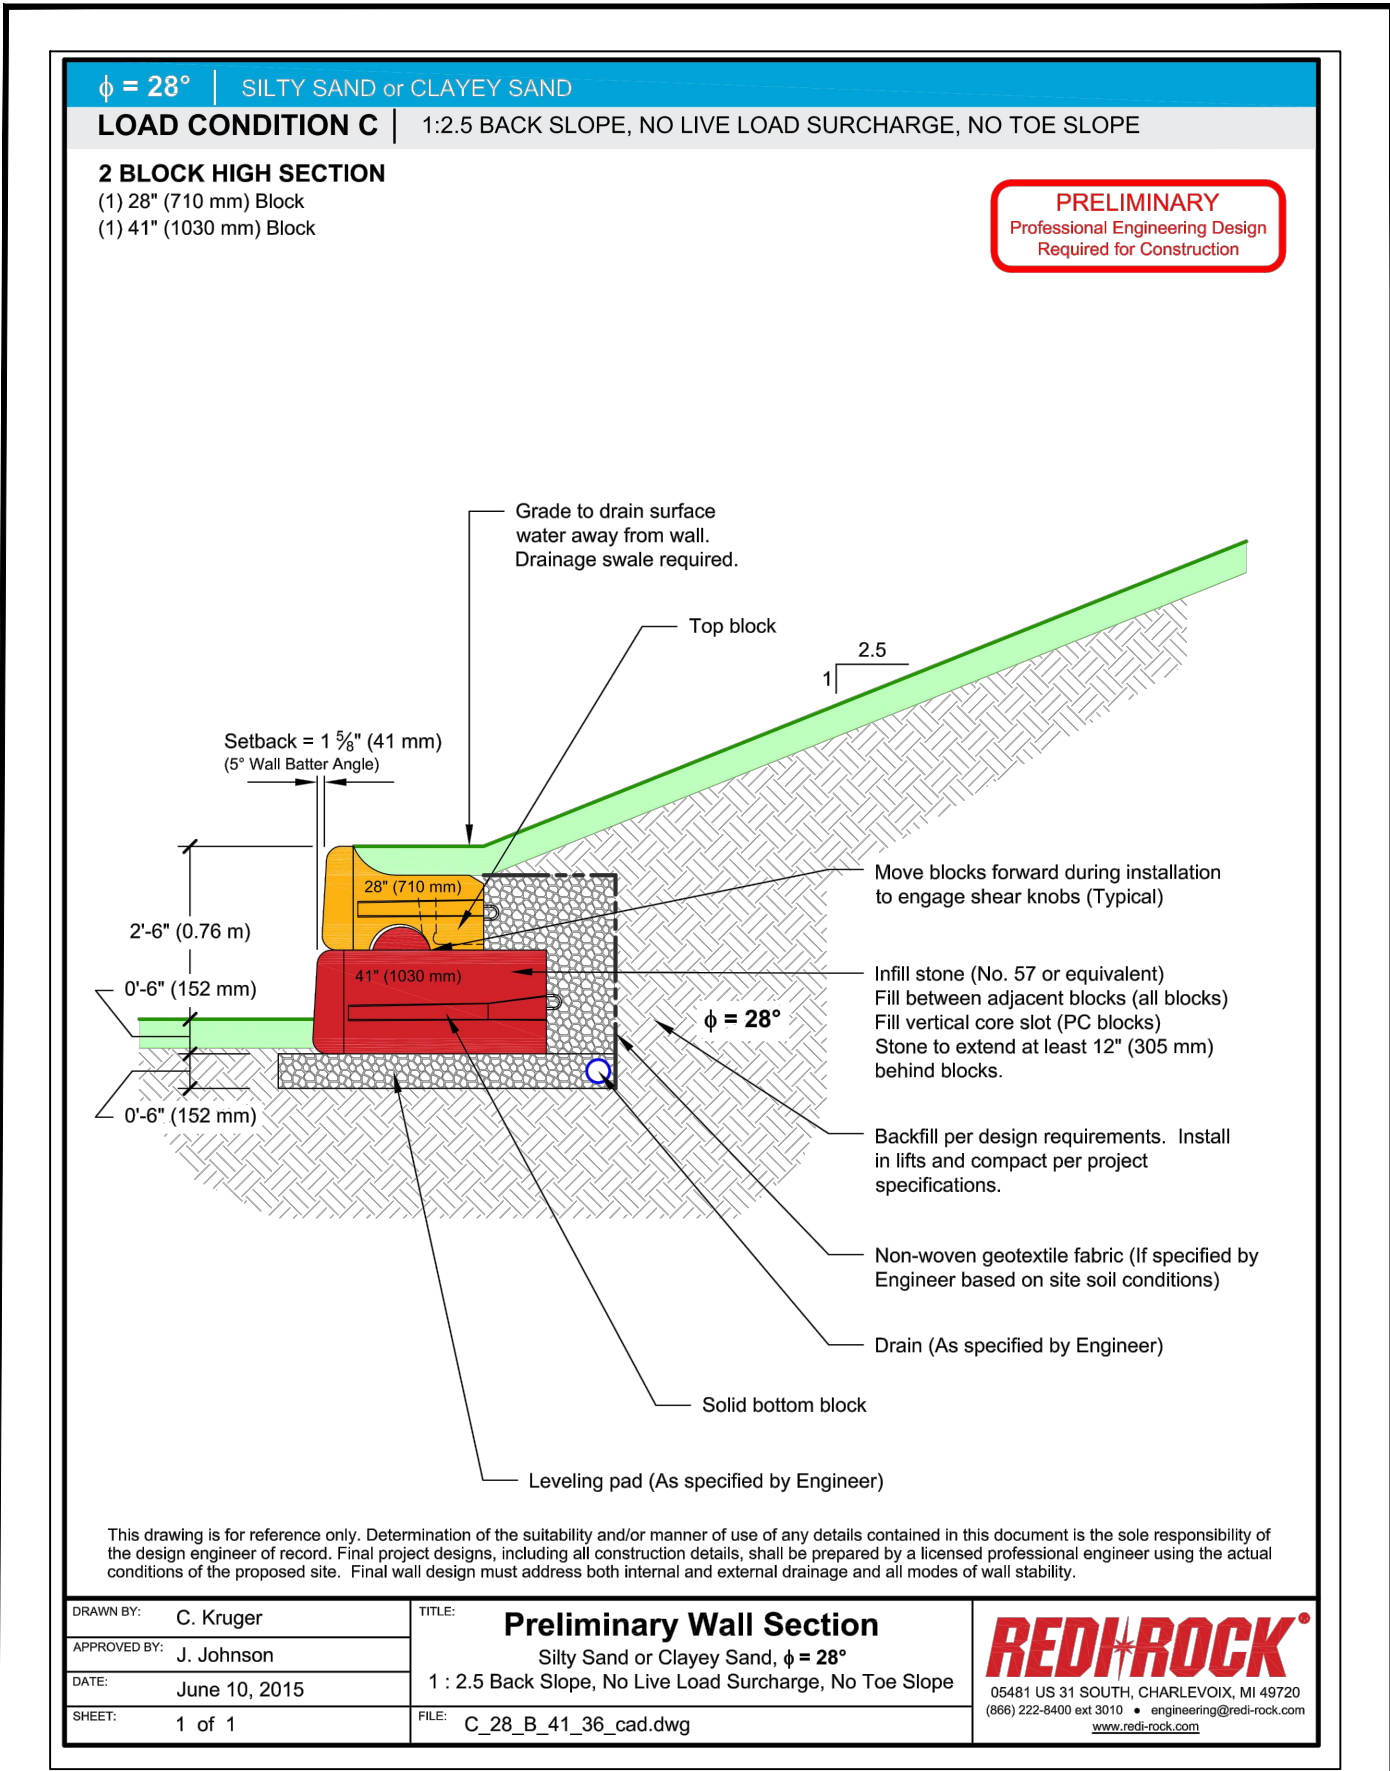 ϕ = 28° SILTY SAND or CLAYEY SAND
LOAD CONDITION C 1:2.5 BACK SLOPE, NO LIVE LOAD SURCHARGE, NO TOE SLOPE
2 BLOCK HIGH SECTION
(1) 28" (710 mm) Block
(1) 41" (1030 mm) Block
PRELIMINARY
Professional Engineering Design
Required for Construction
Grade to drain surface
water away from wall.
Drainage swale required.
Top block
2.5
1
Setback = 1 5⁄8" (41 mm)
(5° Wall Batter Angle)
28" (710 mm)
41" (1030 mm)
2'-6" (0.76 m)
0'-6" (152 mm)
0'-6" (152 mm)
ϕ = 28°
Move blocks forward during installation
to engage shear knobs (Typical)
Infill stone (No. 57 or equivalent)
Fill between adjacent blocks (all blocks)
Fill vertical core slot (PC blocks)
Stone to extend at least 12" (305 mm)
behind blocks.
Backfill per design requirements.  Install
in lifts and compact per project
specifications.
Non-woven geotextile fabric (If specified by
Engineer based on site soil conditions)
Drain (As specified by Engineer)
Solid bottom block
Leveling pad (As specified by Engineer)
This drawing is for reference only. Determination of the suitability and/or manner of use of any details contained in this document is the sole responsibility of
the design engineer of record. Final project designs, including all construction details, shall be prepared by a licensed professional engineer using the actual
conditions of the proposed site.  Final wall design must address both internal and external drainage and all modes of wall stability.
DRAWN BY: C. Kruger
APPROVED BY: J. Johnson
DATE: June 10, 2015
SHEET: 1 of 1
TITLE: Preliminary Wall Section
Silty Sand or Clayey Sand, ϕ = 28°
1 : 2.5 Back Slope, No Live Load Surcharge, No Toe Slope
FILE: C_28_B_41_36_cad.dwg
REDI ROCK®
05481 US 31 SOUTH, CHARLEVOIX, MI 49720
(866) 222-8400 ext 3010 • engineering@redi-rock.com
www.redi-rock.com